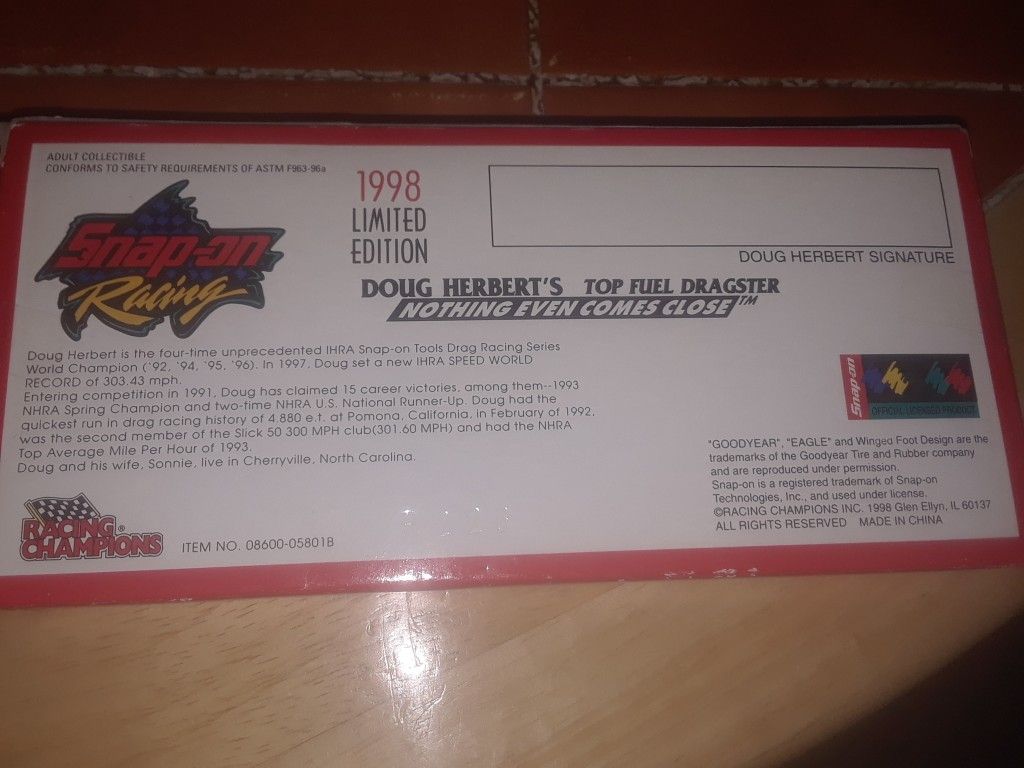 ADULT COLLECTIBLE
CONFORMS TO SAFETY REQUIREMENTS OF ASTM F963-96a
Snap-on
Racing
1998
LIMITED
EDITION
DOUG HERBERT SIGNATURE
DOUG HERBERT'S TOP FUEL DRAGSTER
NOTHING EVEN COMES CLOSE™
Doug Herbert is the four-time unprecedented IHRA Snap-on Tools Drag Racing Series
World Champion ('92, '94, '95, '96). In 1997, Doug set a new IHRA SPEED WORLD
RECORD of 303.43 mph.
Entering competition in 1991, Doug has claimed 15 career victories, among them--1993
NHRA Spring Champion and two-time NHRA U.S. National Runner-Up. Doug had the
quickest run in drag racing history of 4.880 e.t. at Pomona, California, in February of 1992,
was the second member of the Slick 50 300 MPH club(301.60 MPH) and had the NHRA
Top Average Mile Per Hour of 1993.
Doug and his wife, Sonnie, live in Cherryville, North Carolina.
Snap-on
OFFICIAL LICENSED PRODUCT
"GOODYEAR", "EAGLE" and Winged Foot Design are the
trademarks of the Goodyear Tire and Rubber company
and are reproduced under permission.
Snap-on is a registered trademark of Snap-on
Technologies, Inc., and used under license.
©RACING CHAMPIONS INC. 1998 Glen Ellyn, IL 60137
ALL RIGHTS RESERVED MADE IN CHINA
RACING®
CHAMPIONS
ITEM NO. 08600-05801B